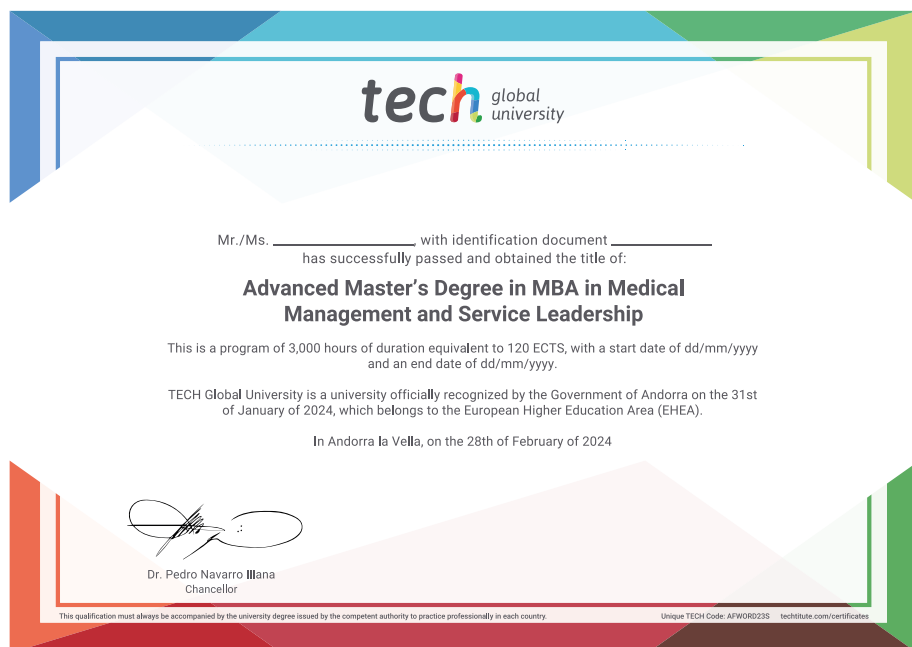 tech global
university
Mr./Ms. ____________, with identification document ____________
has successfully passed and obtained the title of:
Advanced Master's Degree in MBA in Medical
Management and Service Leadership
This is a program of 3,000 hours of duration equivalent to 120 ECTS, with a start date of dd/mm/yyyy
and an end date of dd/mm/yyyy.
TECH Global University is a university officially recognized by the Government of Andorra on the 31st
of January of 2024, which belongs to the European Higher Education Area (EHEA).
In Andorra la Vella, on the 28th of February of 2024
Dr. Pedro Navarro Illana
Chancellor
This qualification must always be accompanied by the university degree issued by the competent authority to practice professionally in each country.
Unique TECH Code: AFWORD23S techtitute.com/certificates